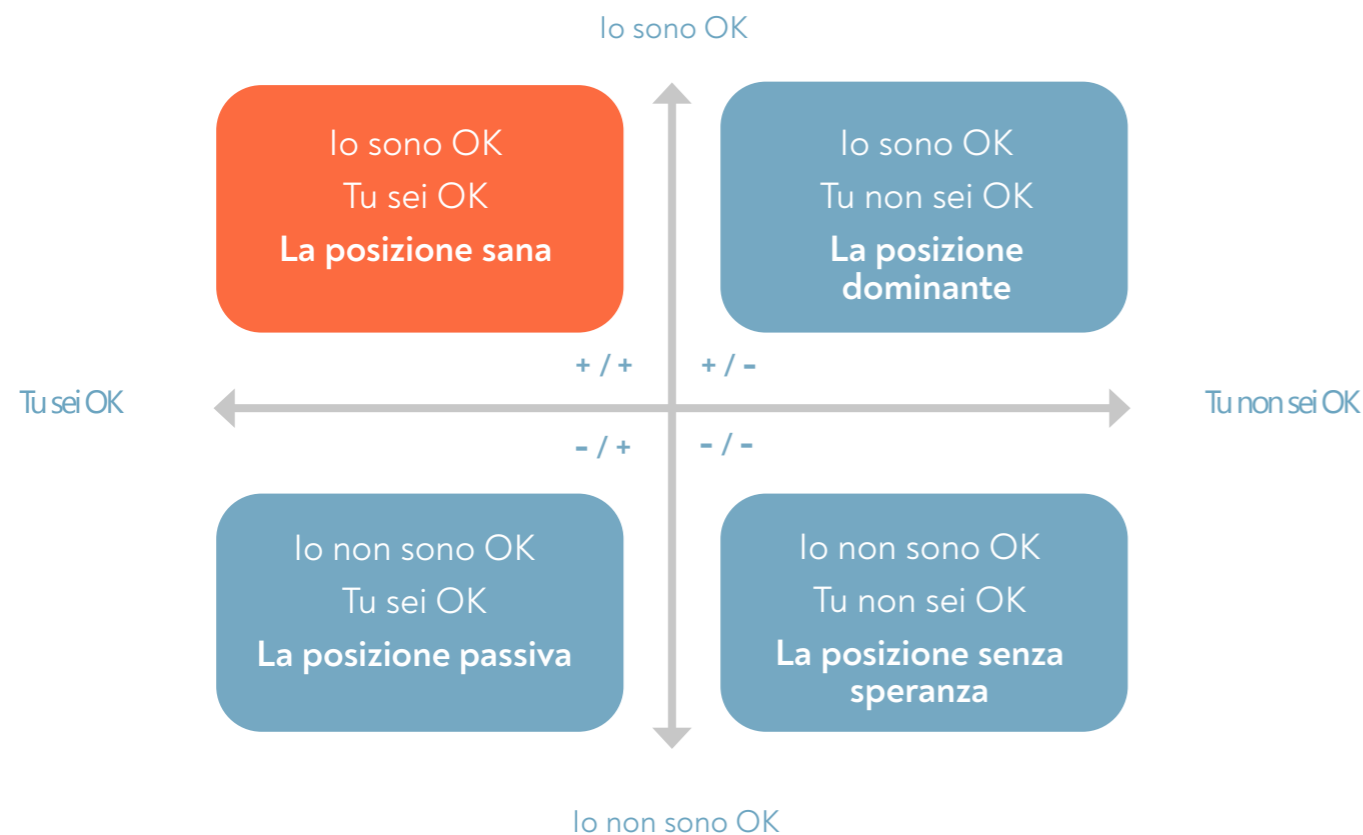 Io sono OK
Io sono OK
Tu sei OK
La posizione sana
Io sono OK
Tu non sei OK
La posizione
dominante
+ / +
+ / -
Tu sei OK
Tu non sei OK
- / +
- / -
Io non sono OK
Tu sei OK
La posizione passiva
Io non sono OK
Tu non sei OK
La posizione senza
speranza
Io non sono OK